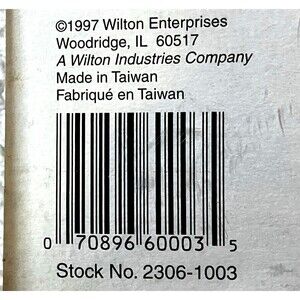 ©1997 Wilton Enterprises
Woodridge, IL 60517
A Wilton Industries Company
Made in Taiwan
Fabriqué en Taiwan
0 70896 60003 5
Stock No. 2306-1003